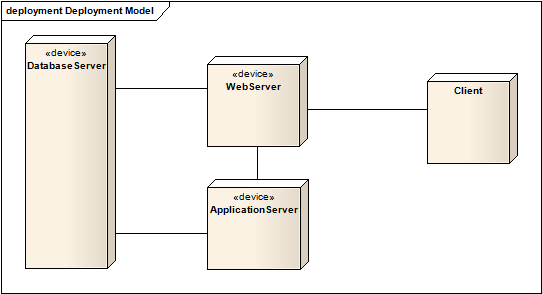 deployment Deployment Model
«device»
DatabaseServer
«device»
WebServer
Client
«device»
ApplicationServer